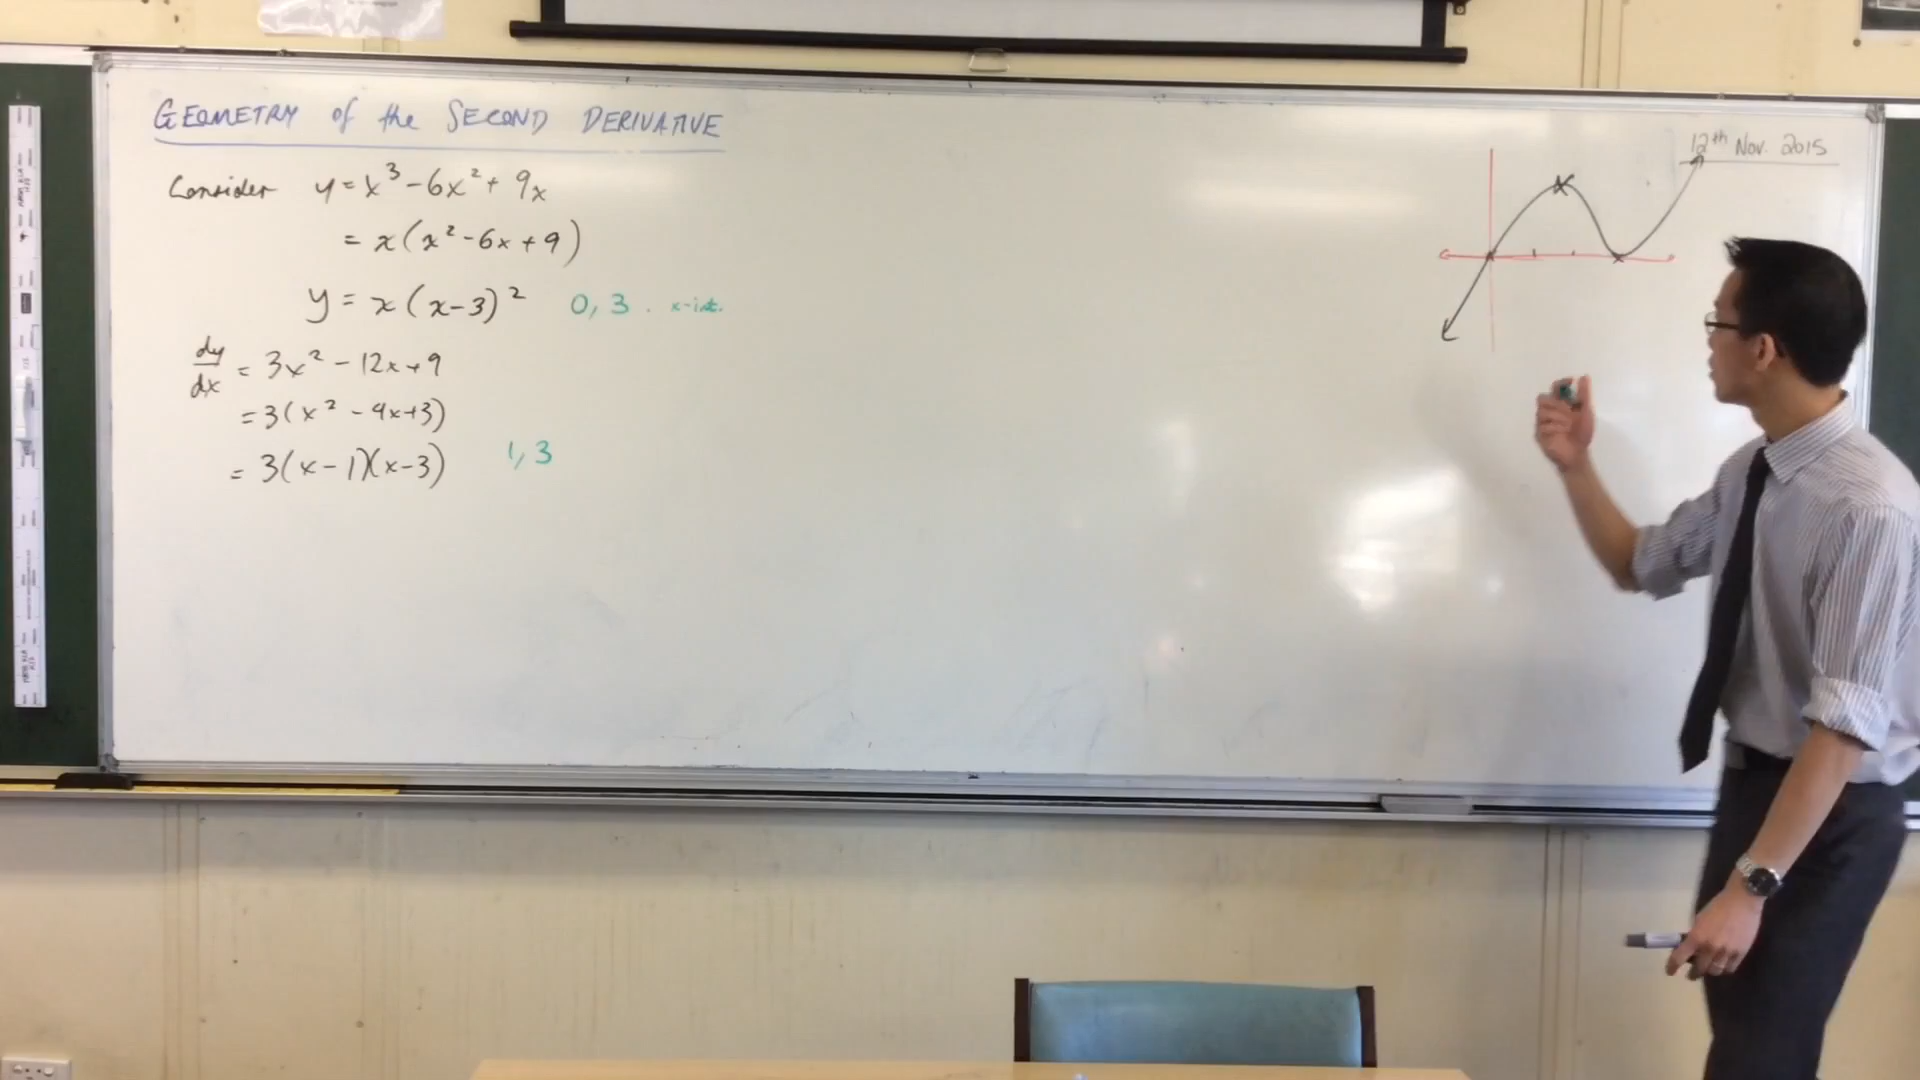 GEOMETRY of the SECOND DERIVATIVE
12th Nov. 2015
Consider y = x³ - 6x² + 9x
= x(x² - 6x + 9)
y = x(x - 3)² 0, 3. x-int.
dy/dx = 3x² - 12x + 9
= 3(x² - 4x + 3)
= 3(x - 1)(x - 3) 1, 3